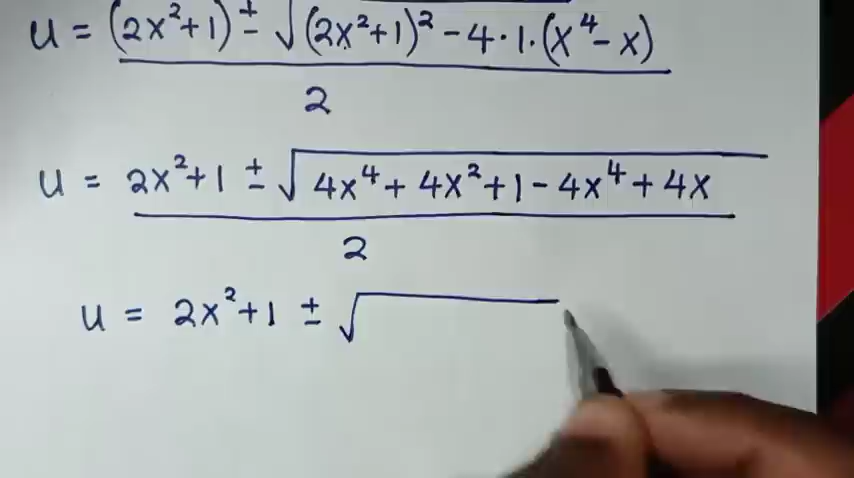 u = (2x²+1) ± √(2x²+1)² - 4·1·(x⁴- x)
2
u = 2x²+1 ± √4x⁴ + 4x²+1 - 4x⁴ + 4x
2
u = 2x²+1 ± √